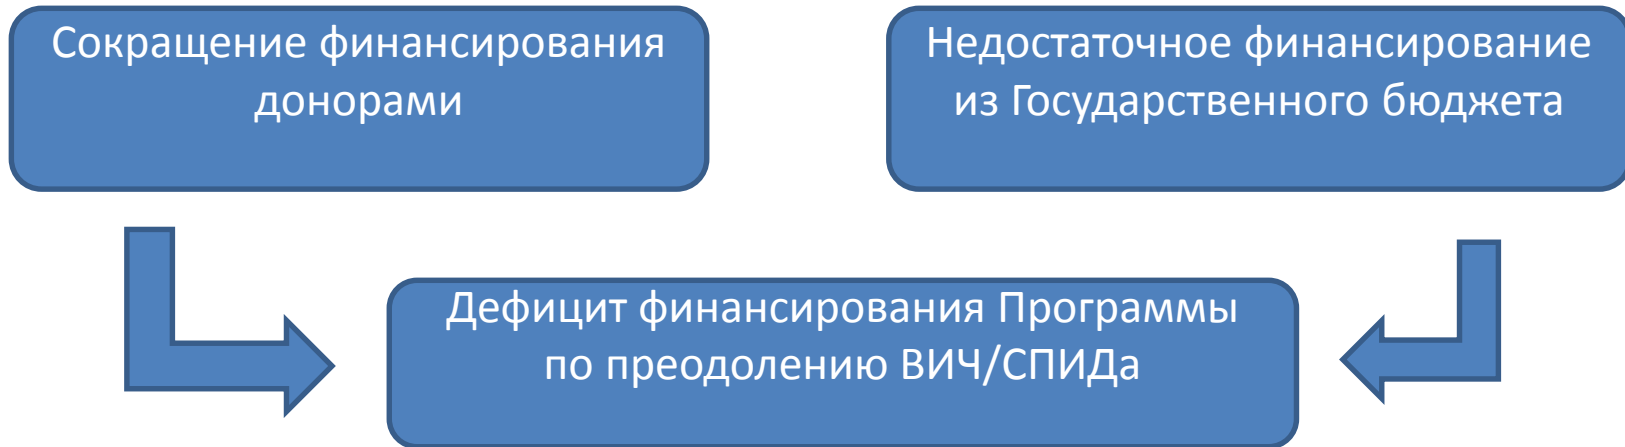 Сокращение финансирования
донорами
Недостаточное финансирование
из Государственного бюджета
Дефицит финансирования Программы
по преодолению ВИЧ/СПИДа